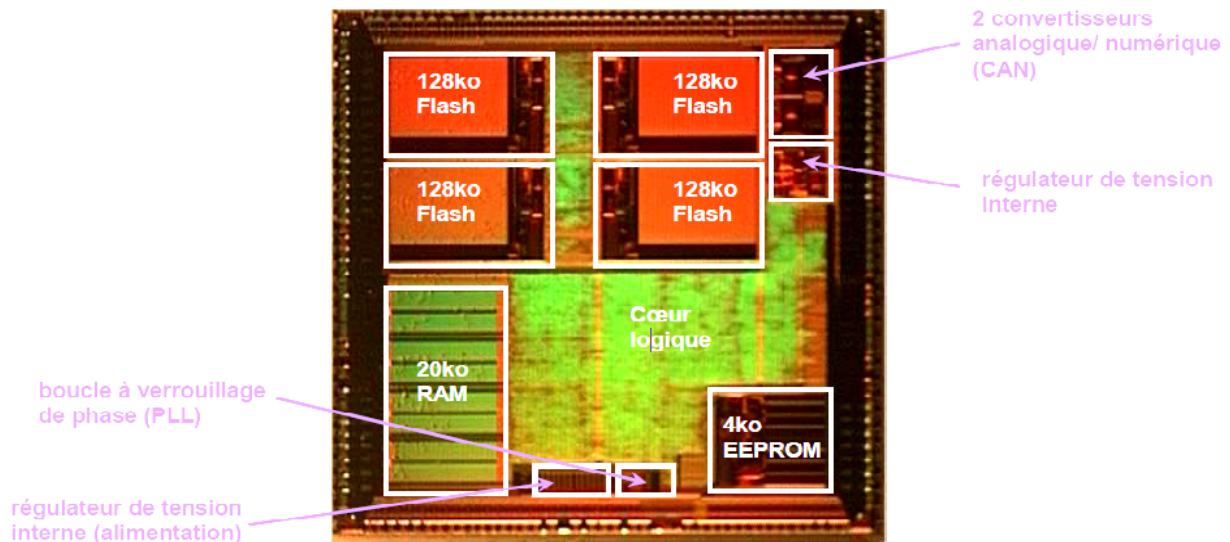 2 convertisseurs
analogique/ numérique
(CAN)
128ko
Flash
128ko
Flash
128ko
Flash
128ko
Flash
régulateur de tension
interne
Cœur
logique
20ko
RAM
boucle à verrouillage
de phase (PLL)
4ko
EEPROM
régulateur de tension
interne (alimentation)